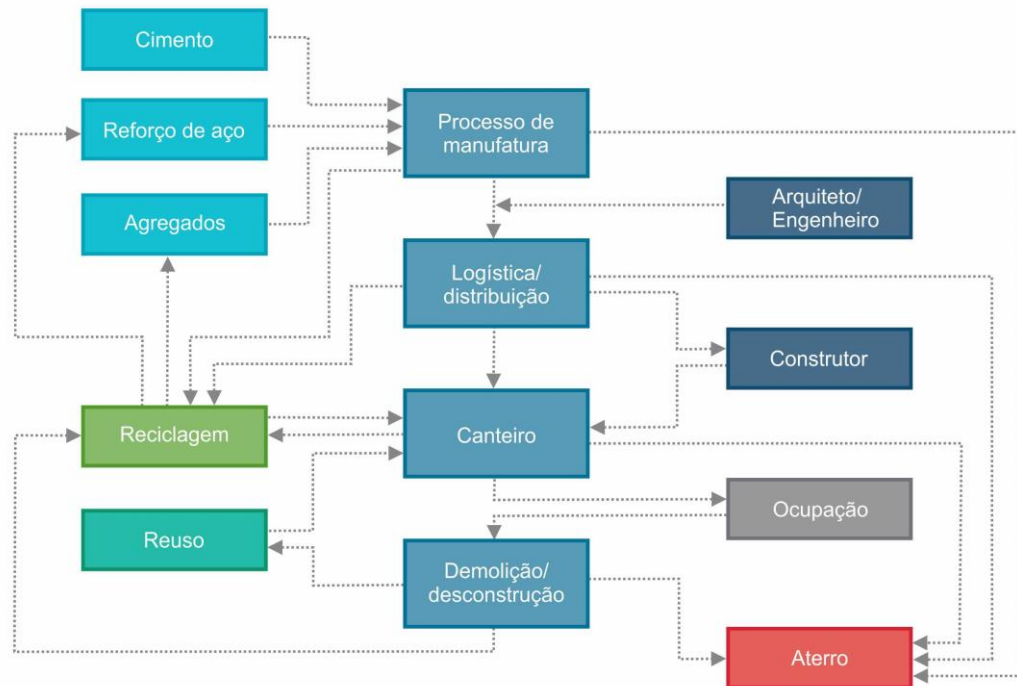 Cimento
Reforço de aço
Agregados
Processo de
manufatura
Arquiteto/
Engenheiro
Logística/
distribuição
Construtor
Reciclagem
Canteiro
Ocupação
Reuso
Demolição/
desconstrução
Aterro